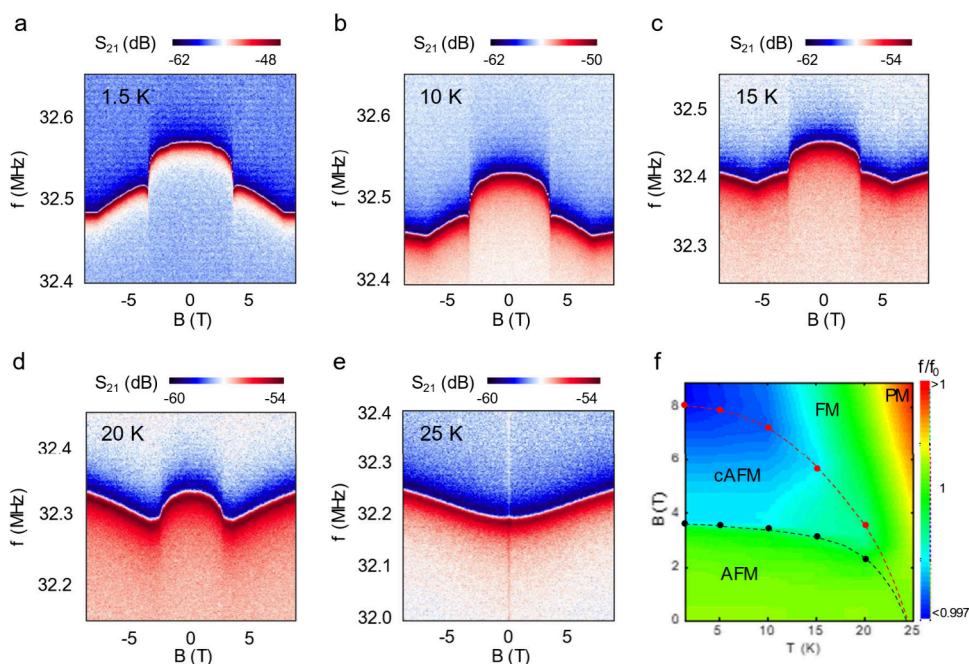 a
S21 (dB)
-62
-48
1.5 K
32.6
32.5
32.4
f (MHz)
-5
0
5
B (T)
b
S21 (dB)
-62
-50
10 K
32.6
32.5
32.4
f (MHz)
-5
0
5
B (T)
c
S21 (dB)
-62
-54
15 K
32.5
32.4
32.3
f (MHz)
-5
0
5
B (T)
d
S21 (dB)
-60
-54
20 K
32.4
32.3
32.2
f (MHz)
-5
0
5
B (T)
e
S21 (dB)
-60
-54
25 K
32.4
32.3
32.2
32.1
32.0
f (MHz)
-5
0
5
B (T)
f
f/f0
>1
1
<0.997
FM
PM
cAFM
AFM
8
6
4
2
0
B (T)
5
10
15
20
25
T (K)